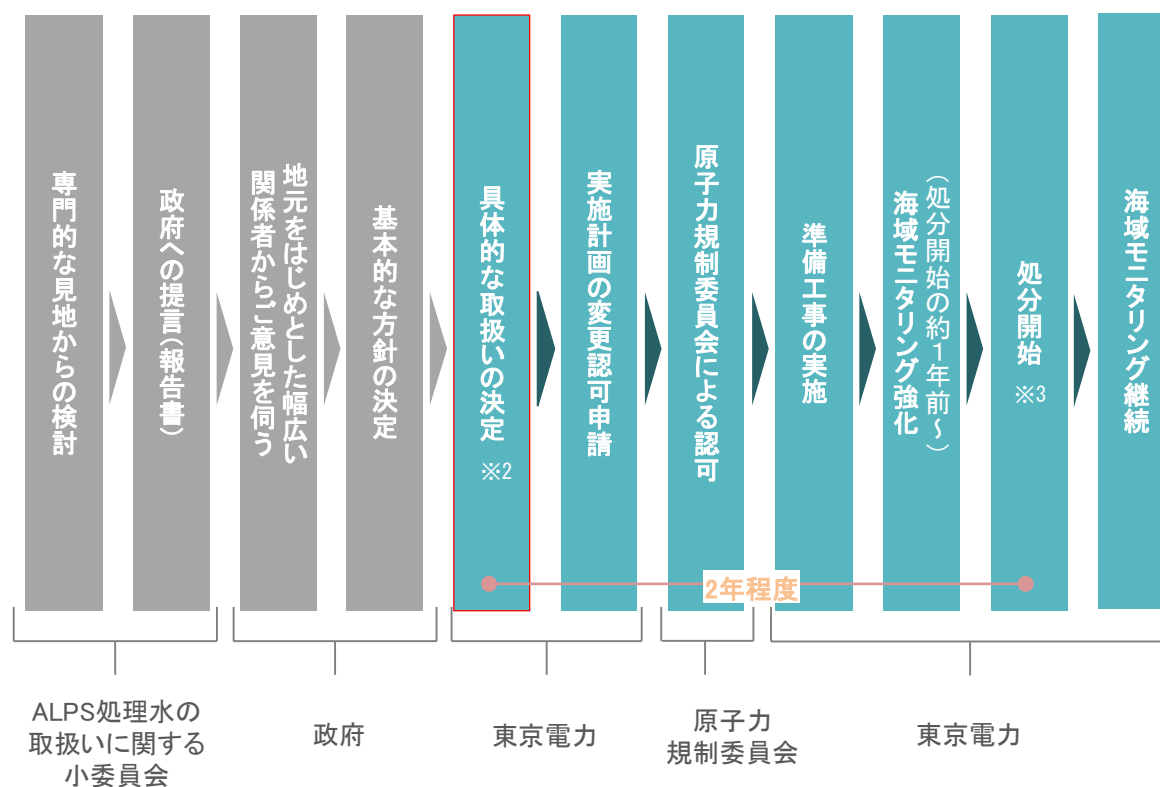 専門的な見地からの検討
政府への提言(報告書)
地元をはじめとした幅広い
関係者からご意見を伺う
基本的な方針の決定
具体的な取扱いの決定 ※2
実施計画の変更認可申請
原子力規制委員会による認可
準備工事の実施
(処分開始の約1年前~)
海域モニタリング強化
処分開始 ※3
海域モニタリング継続
2年程度
ALPS処理水の
取扱いに関する
小委員会
政府
東京電力
原子力
規制委員会
東京電力